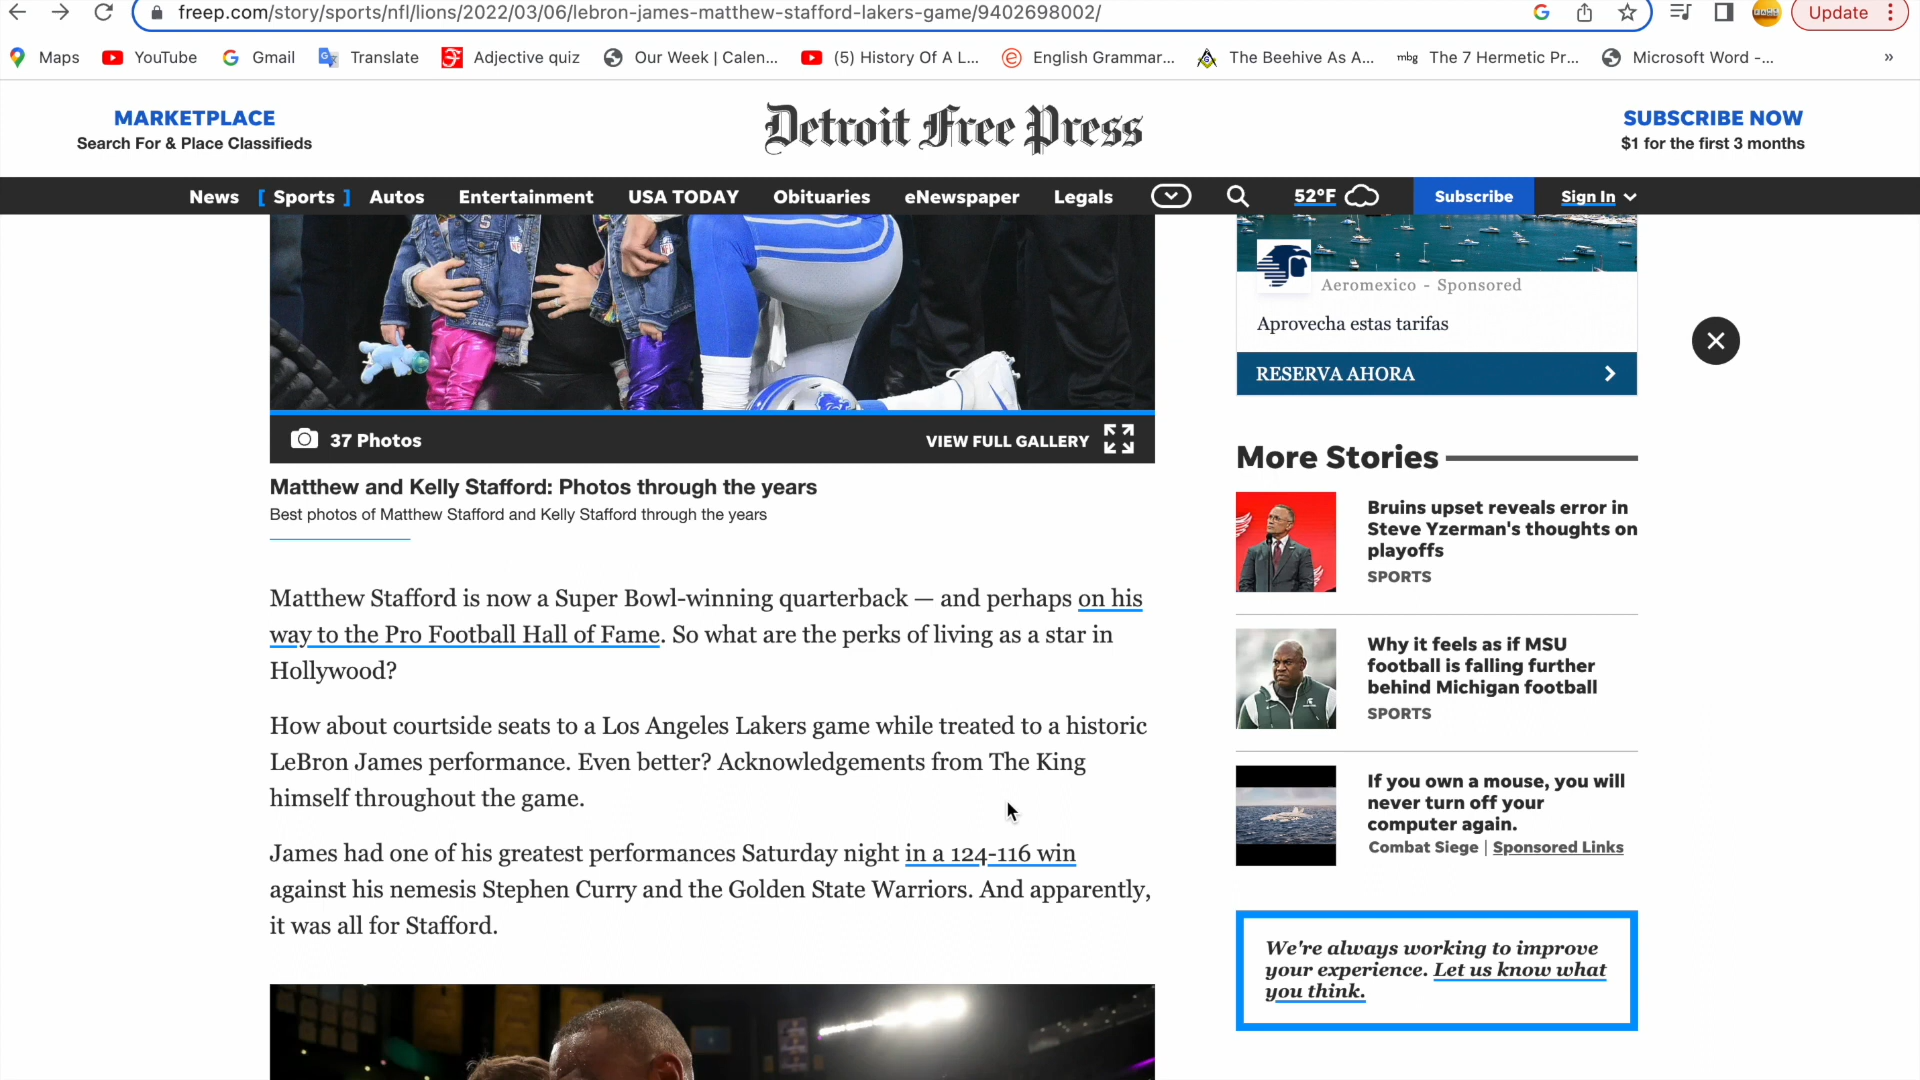 freep.com/story/sports/nfl/lions/2022/03/06/lebron-james-matthew-stafford-lakers-game/9402698002/
Update
Maps YouTube Gmail Translate Adjective quiz Our Week | Calen... (5) History Of A L... English Grammar... The Beehive As A... mbg The 7 Hermetic Pr... Microsoft Word -... »
MARKETPLACE
Search For & Place Classifieds
Detroit Free Press
SUBSCRIBE NOW
$1 for the first 3 months
News [ Sports ] Autos Entertainment USA TODAY Obituaries eNewspaper Legals 52°F Subscribe Sign In
37 Photos
VIEW FULL GALLERY
Matthew and Kelly Stafford: Photos through the years
Best photos of Matthew Stafford and Kelly Stafford through the years
Matthew Stafford is now a Super Bowl-winning quarterback — and perhaps on his
way to the Pro Football Hall of Fame. So what are the perks of living as a star in
Hollywood?
How about courtside seats to a Los Angeles Lakers game while treated to a historic
LeBron James performance. Even better? Acknowledgements from The King
himself throughout the game.
James had one of his greatest performances Saturday night in a 124-116 win
against his nemesis Stephen Curry and the Golden State Warriors. And apparently,
it was all for Stafford.
Aeromexico - Sponsored
Aprovecha estas tarifas
RESERVA AHORA
More Stories
Bruins upset reveals error in
Steve Yzerman's thoughts on
playoffs
SPORTS
Why it feels as if MSU
football is falling further
behind Michigan football
SPORTS
If you own a mouse, you will
never turn off your
computer again.
Combat Siege | Sponsored Links
We're always working to improve
your experience. Let us know what
you think.